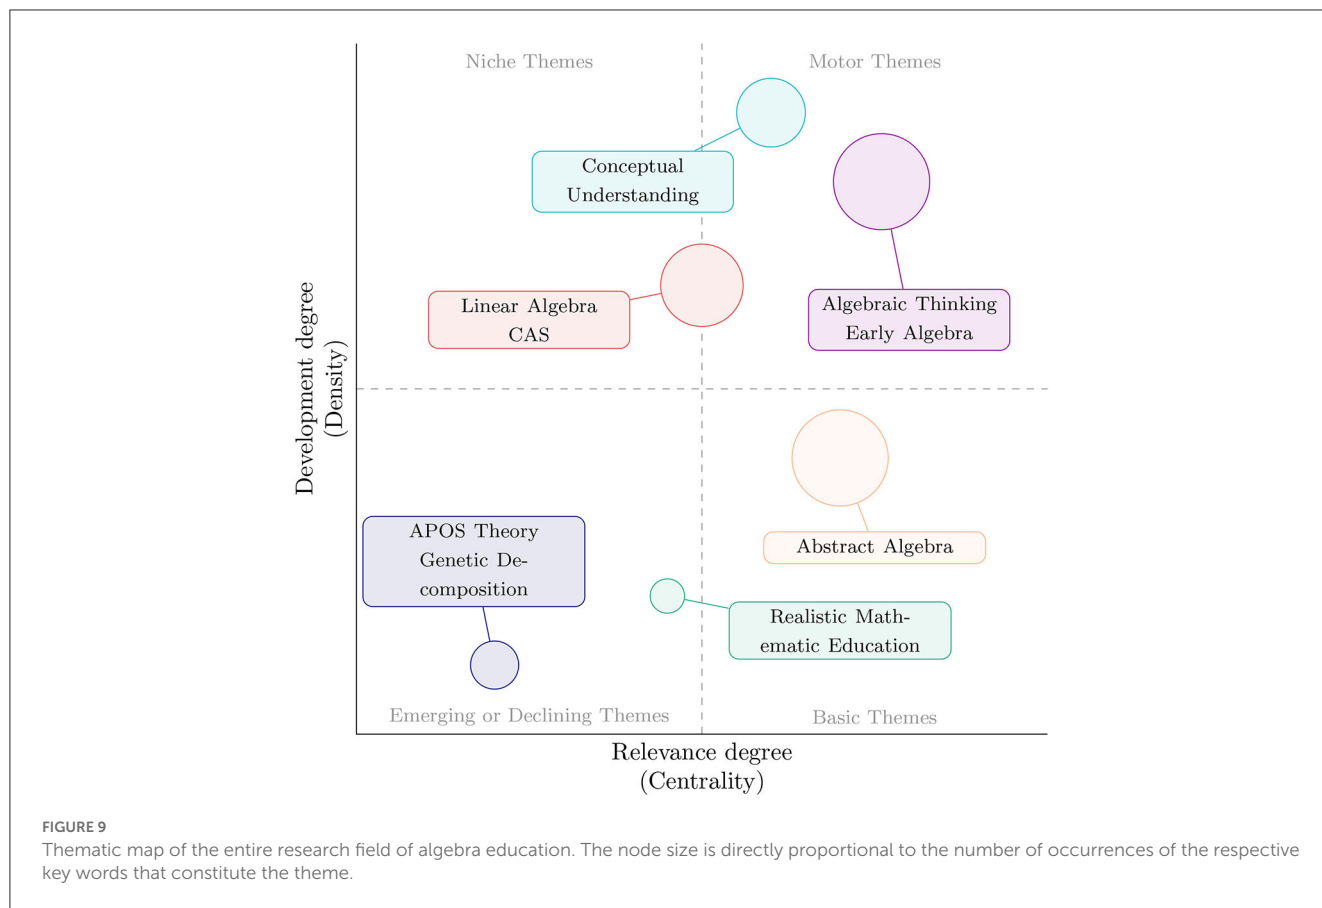 Niche Themes
Motor Themes
Conceptual
Understanding
Linear Algebra
CAS
Algebraic Thinking
Early Algebra
Development degree
(Density)
APOS Theory
Genetic De-
composition
Abstract Algebra
Realistic Math-
ematic Education
Emerging or Declining Themes
Basic Themes
Relevance degree
(Centrality)
FIGURE 9
Thematic map of the entire research field of algebra education. The node size is directly proportional to the number of occurrences of the respective
key words that constitute the theme.